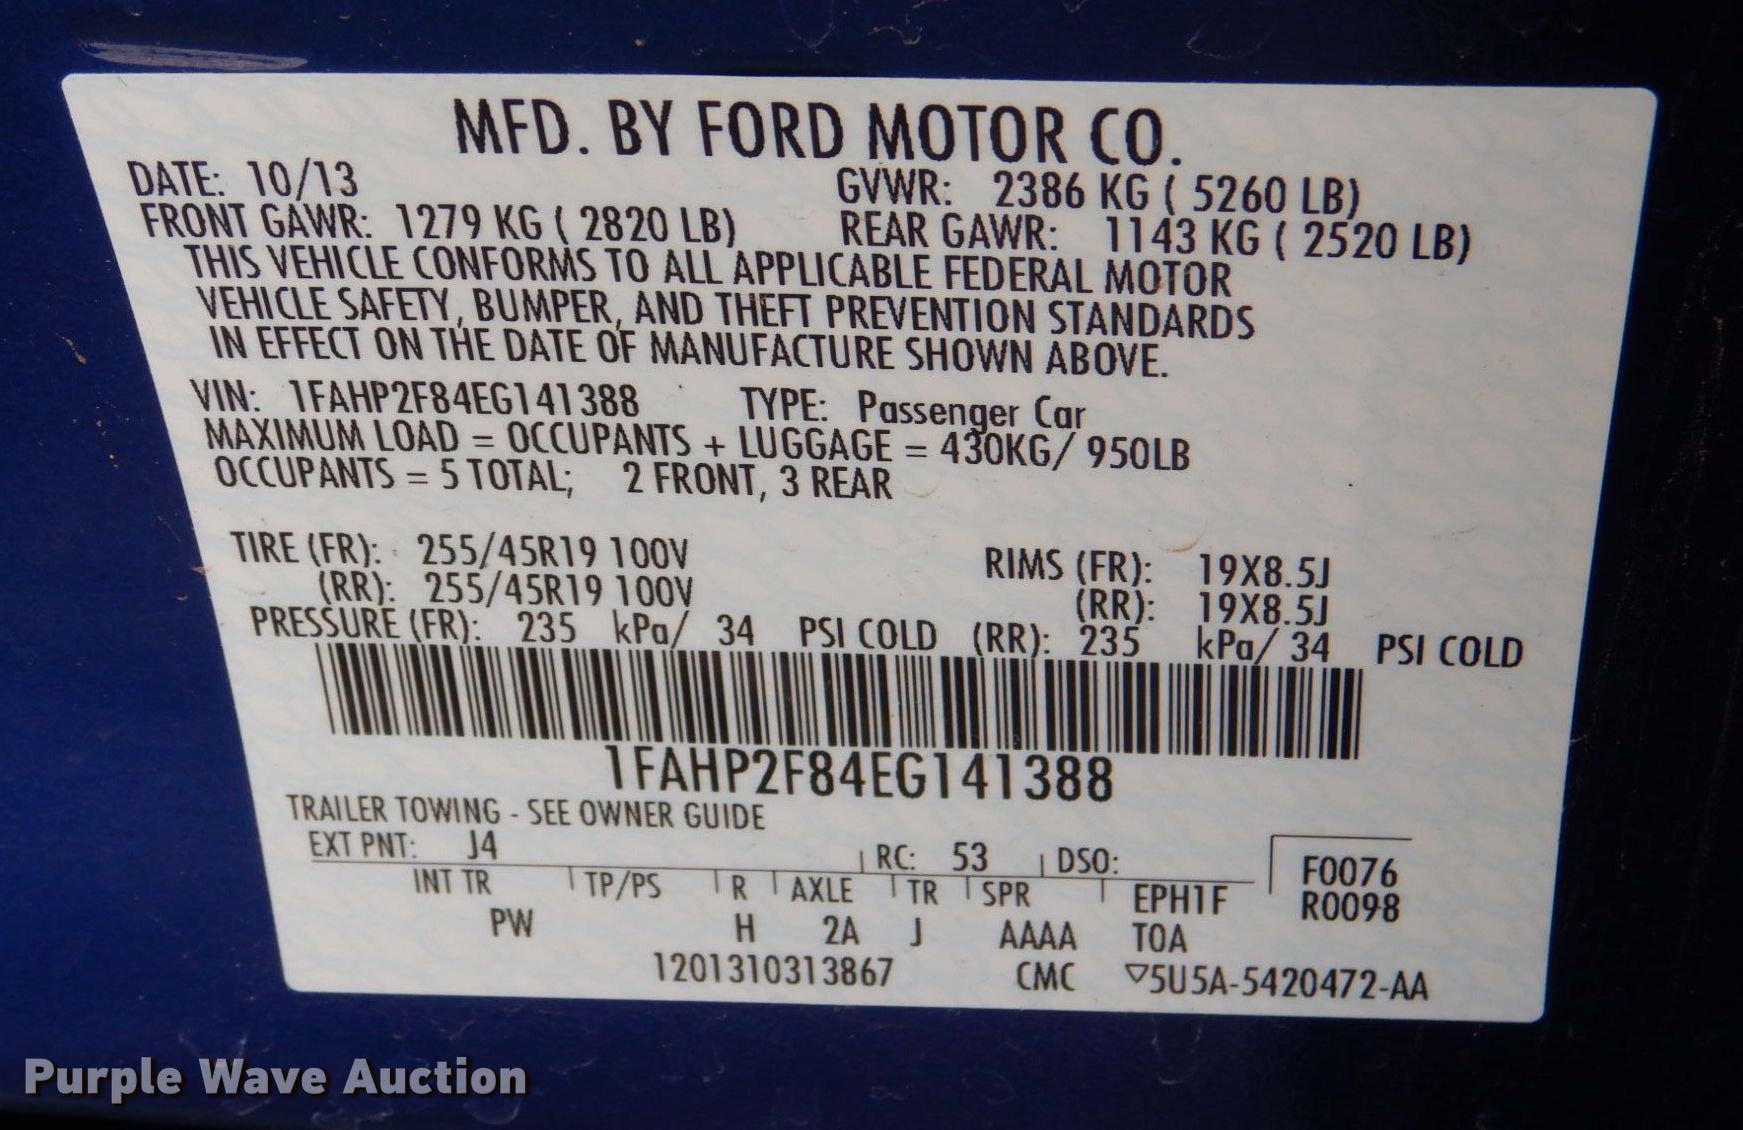 MFD. BY FORD MOTOR CO.
DATE: 10/13 GVWR: 2386 KG ( 5260 LB)
FRONT GAWR: 1279 KG ( 2820 LB) REAR GAWR: 1143 KG ( 2520 LB)
THIS VEHICLE CONFORMS TO ALL APPLICABLE FEDERAL MOTOR
VEHICLE SAFETY, BUMPER, AND THEFT PREVENTION STANDARDS
IN EFFECT ON THE DATE OF MANUFACTURE SHOWN ABOVE.
VIN: 1FAHP2F84EG141388 TYPE: Passenger Car
MAXIMUM LOAD = OCCUPANTS + LUGGAGE = 430KG/ 950LB
OCCUPANTS = 5 TOTAL; 2 FRONT, 3 REAR
TIRE (FR): 255/45R19 100V RIMS (FR): 19X8.5J
(RR): 255/45R19 100V (RR): 19X8.5J
PRESSURE (FR): 235 kPa/ 34 PSI COLD (RR): 235 kPa/ 34 PSI COLD
1FAHP2F84EG141388
TRAILER TOWING - SEE OWNER GUIDE
EXT PNT: J4 RC: 53 DSO: F0076
INT TR TP/PS R AXLE TR SPR EPH1F R0098
PW H 2A J AAAA TOA
1201310313867 CMC ▽5U5A-5420472-AA
Purple Wave Auction